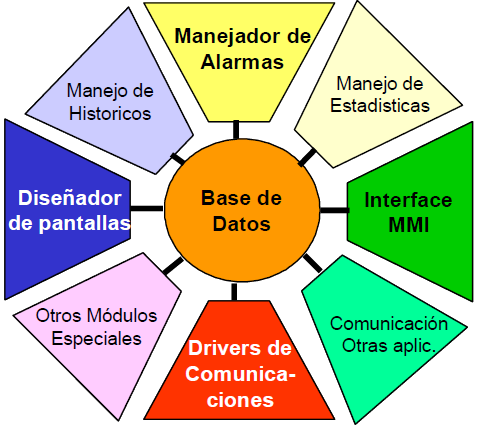 Manejador de
Alarmas
Manejo de
Estadisticas
Manejo de
Historicos
Diseñador
de pantallas
Base de
Datos
Interface
MMI
Otros Módulos
Especiales
Comunicación
Otras aplic.
Drivers de
Comunica-
ciones